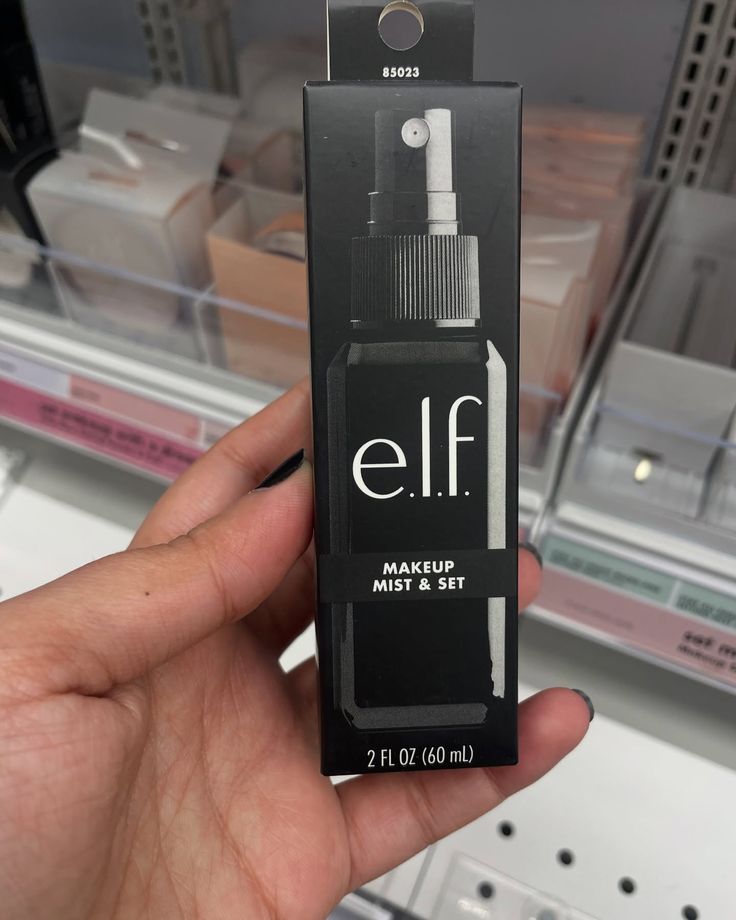 85023
e.l.f.
MAKEUP
MIST & SET
2 FL OZ (60 mL)